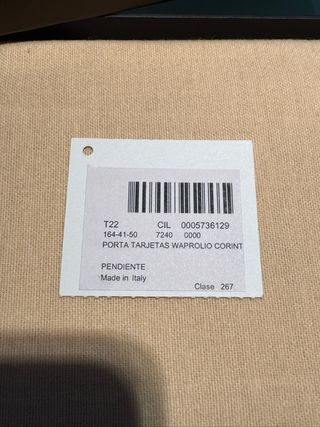 T22 CIL 0005736129
164-41-50 7240 0000
PORTA TARJETAS WAPROLIO CORINT
PENDIENTE
Made in Italy
Clase 267